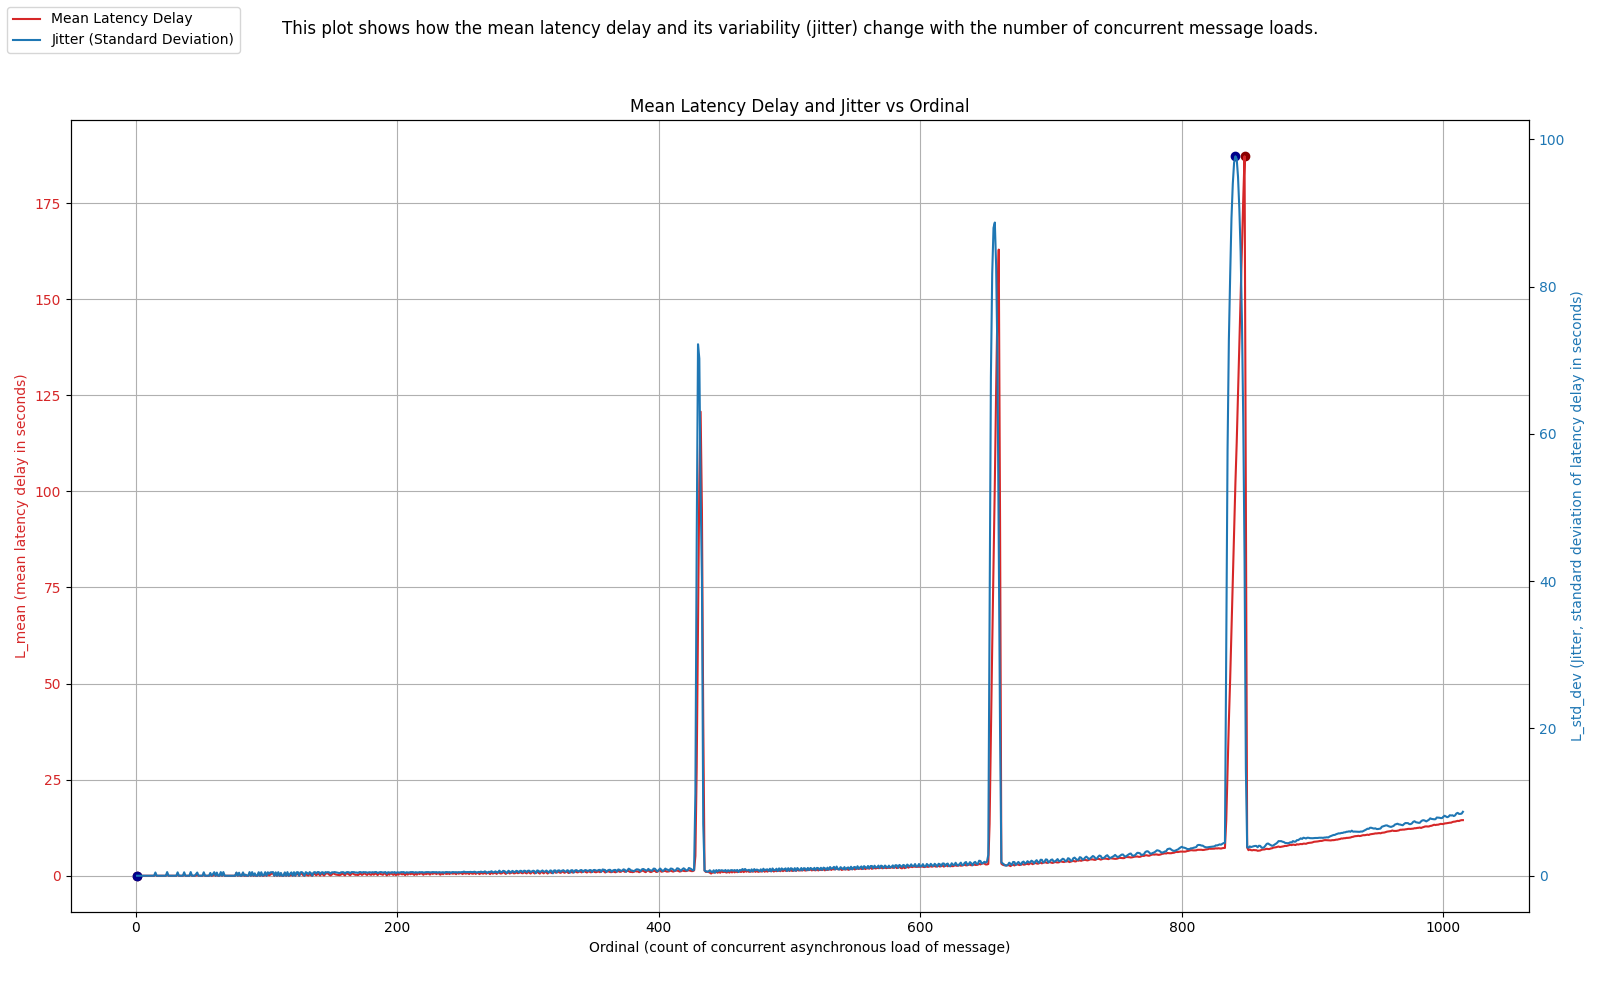 Mean Latency Delay
Jitter (Standard Deviation)
This plot shows how the mean latency delay and its variability (jitter) change with the number of concurrent message loads.
Mean Latency Delay and Jitter vs Ordinal
L_mean (mean latency delay in seconds)
175
150
125
100
75
50
25
0
100
80
60
40
20
0
L_std_dev (Jitter, standard deviation of latency delay in seconds)
0 200 400 600 800 1000
Ordinal (count of concurrent asynchronous load of message)